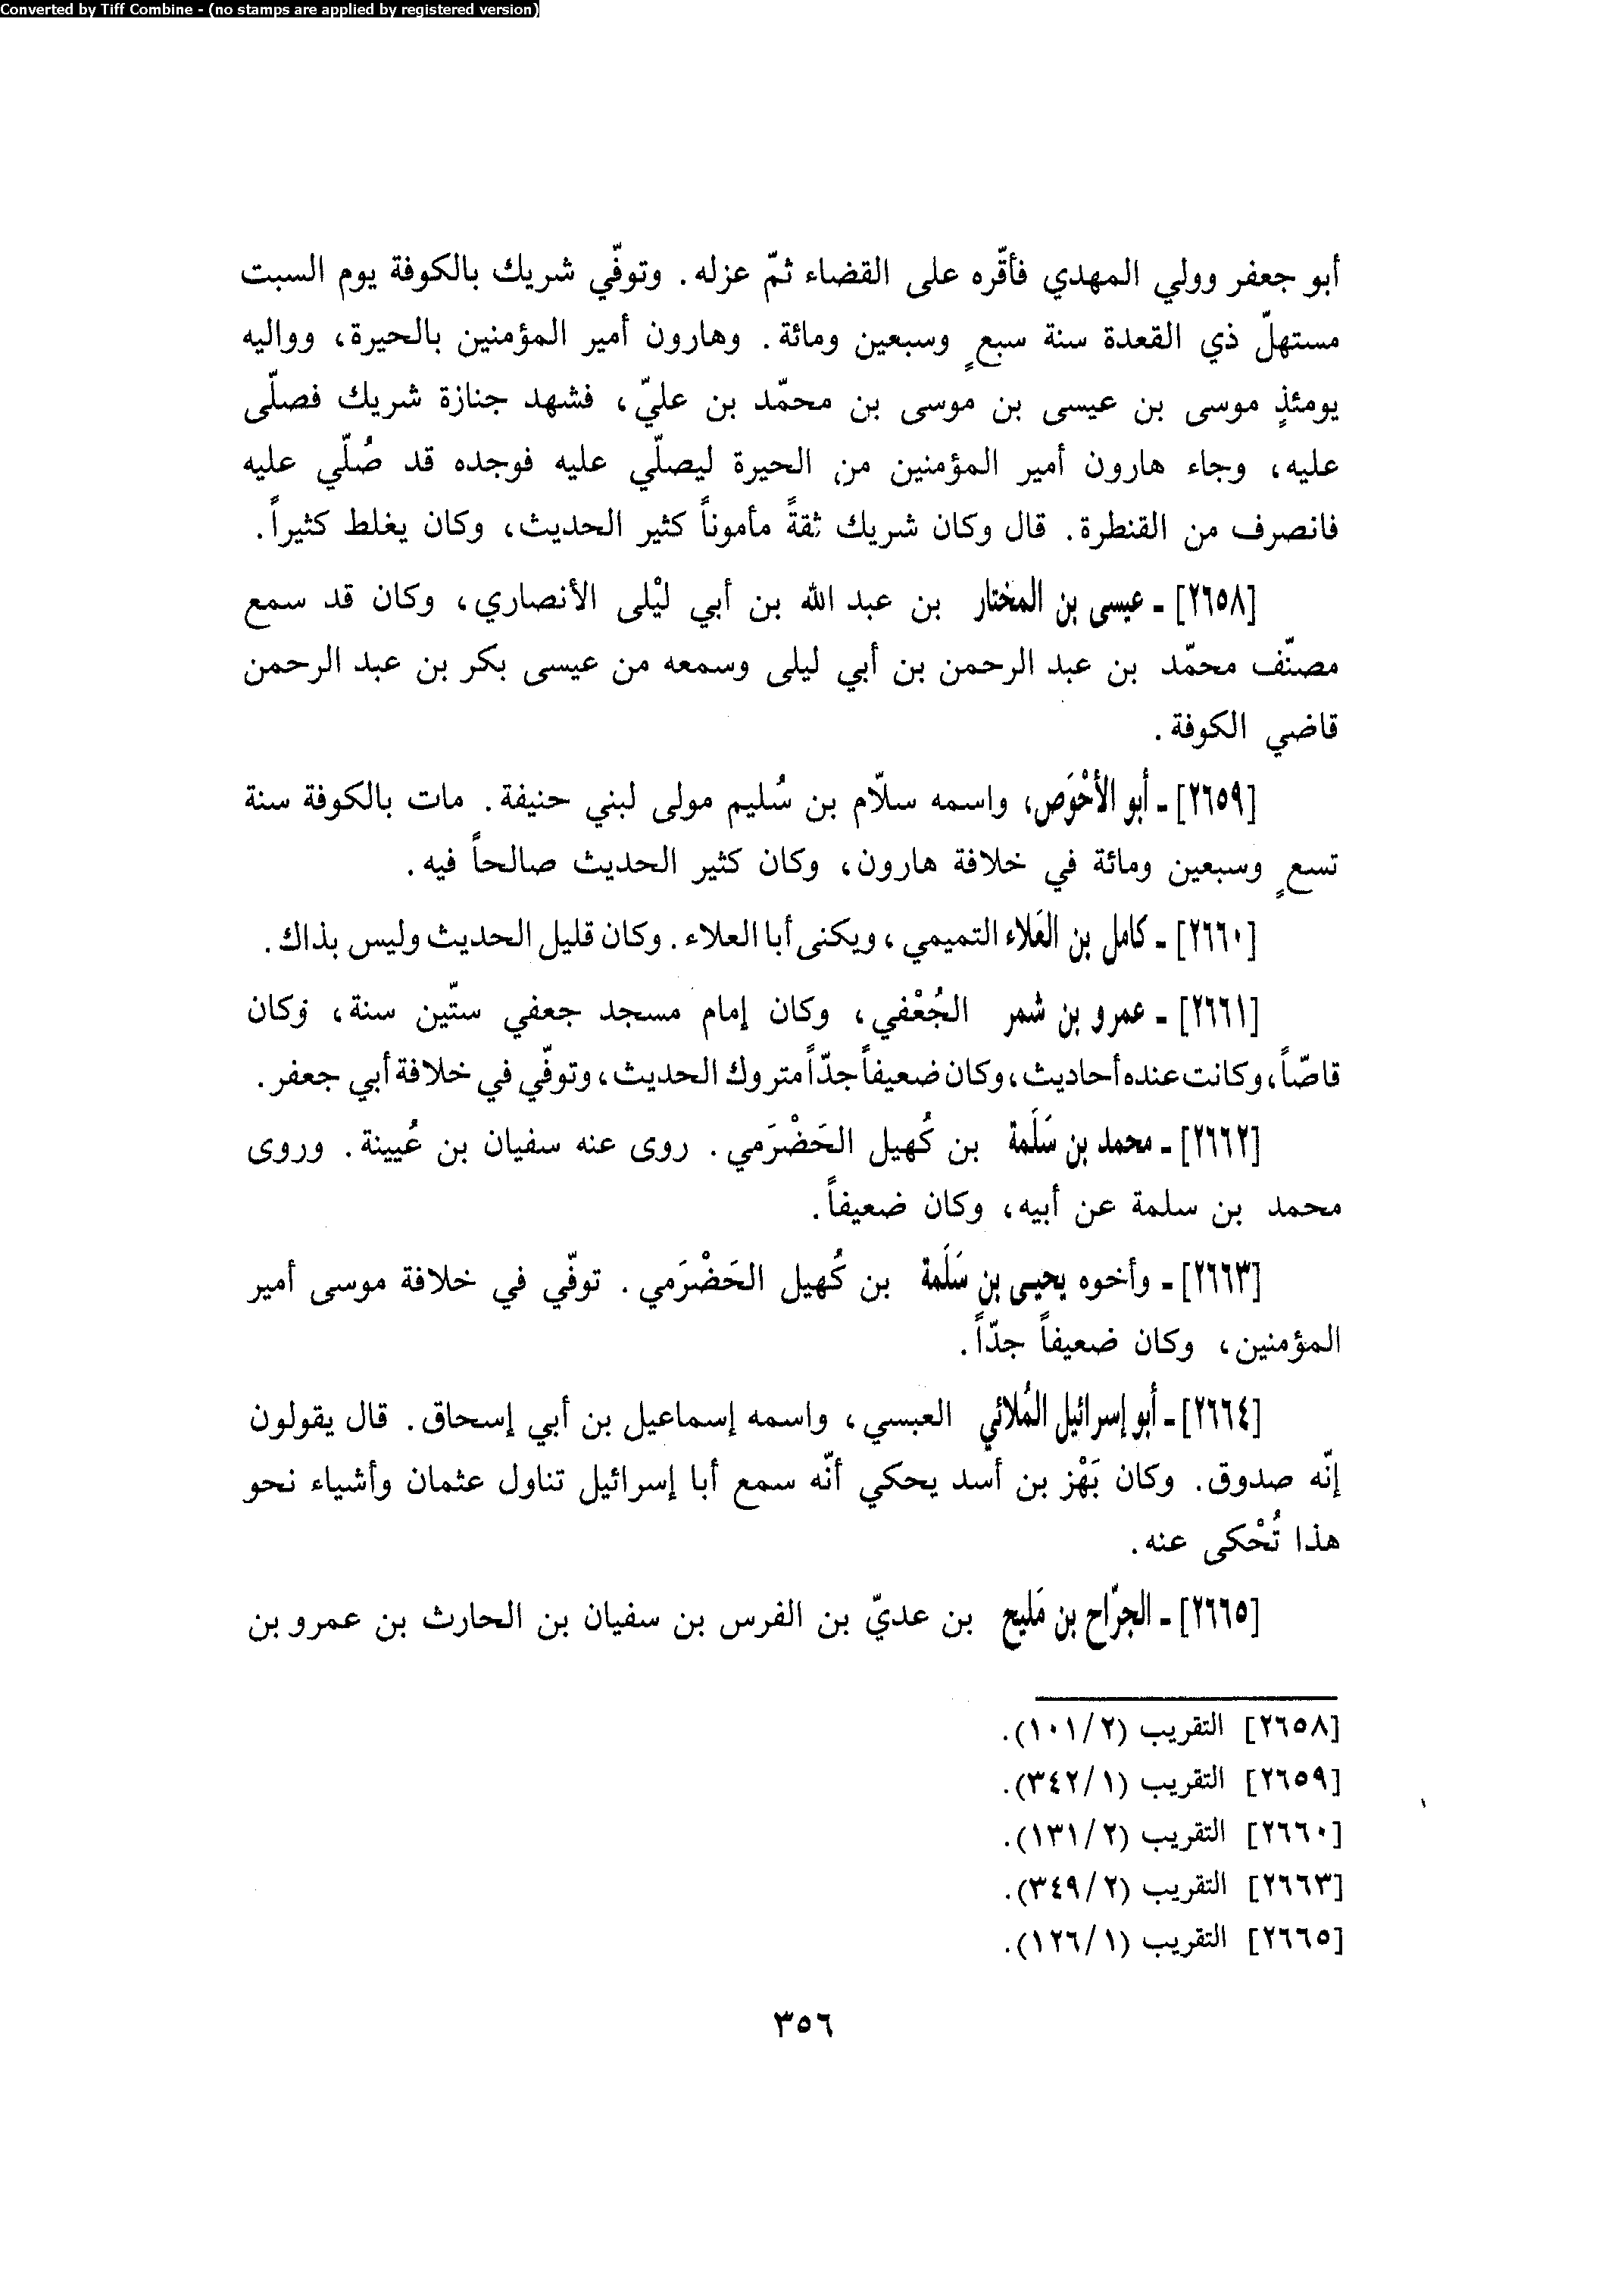 Converted by Tiff Combine - (no stamps are applied by registered version)
أبو جعفر وولي المهدي فأقّره على القضاء ثمّ عزله. وتوفّي شريك بالكوفة يوم السبت
مستهلّ ذي القعدة سنة سبعٍ وسبعين ومائة. وهارون أمير المؤمنين بالحيرة، وواليه
يومئذٍ موسى بن عيسى بن موسى بن محمّد بن عليّ، فشهد جنازة شريك فصلّى
عليه، وجاء هارون أمير المؤمنين من الحيرة ليصلّي عليه فوجده قد صُلّي عليه
فانصرف من القنطرة. قال وكان شريك ثقةً مأموناً كثير الحديث، وكان يغلط كثيراً.
[٢٦٥٨] ـ عيسى بن المختار بن عبد الله بن أبي ليْلى الأنصاري، وكان قد سمع
مصنّف محمّد بن عبد الرحمن بن أبي ليلى وسمعه من عيسى بكر بن عبد الرحمن
قاضي الكوفة.
[٢٦٥٩] ـ أبو الأحْوَص، واسمه سلاّم بن سُليم مولى لبني حنيفة. مات بالكوفة سنة
تسعٍ وسبعين ومائة في خلافة هارون، وكان كثير الحديث صالحاً فيه.
[٢٦٦٠] ـ كامل بن العَلاء التميمي، ويكنى أبا العلاء. وكان قليل الحديث وليس بذاك.
[٢٦٦١] ـ عمرو بن شمر الجُعْفي، وكان إمام مسجد جعفي ستّين سنة، وكان
قاصّاً، وكانت عنده أحاديث، وكان ضعيفاً جدّاً متروك الحديث، وتوفّي في خلافة أبي جعفر.
[٢٦٦٢] ـ محمد بن سَلَمة بن كُهيل الحَضْرَمي. روى عنه سفيان بن عُيينة. وروى
محمد بن سلمة عن أبيه، وكان ضعيفاً.
[٢٦٦٣] ـ وأخوه يحيى بن سَلَمة بن كُهيل الحَضْرَمي. توفّي في خلافة موسى أمير
المؤمنين، وكان ضعيفاً جدّاً.
[٢٦٦٤] ـ أبو إسرائيل المُلائي العبسي، واسمه إسماعيل بن أبي إسحاق. قال يقولون
إنّه صدوق. وكان بَهْز بن أسد يحكي أنّه سمع أبا إسرائيل تناول عثمان وأشياء نحو
هذا تُحْكى عنه.
[٢٦٦٥] ـ الجرّاح بن مَليح بن عديّ بن الفرس بن سفيان بن الحارث بن عمرو بن
[٢٦٥٨] التقريب (١٠١/٢).
[٢٦٥٩] التقريب (٣٤٢/١).
[٢٦٦٠] التقريب (١٣١/٢).
[٢٦٦٣] التقريب (٣٤٩/٢).
[٢٦٦٥] التقريب (١٢٦/١).
٣٥٦